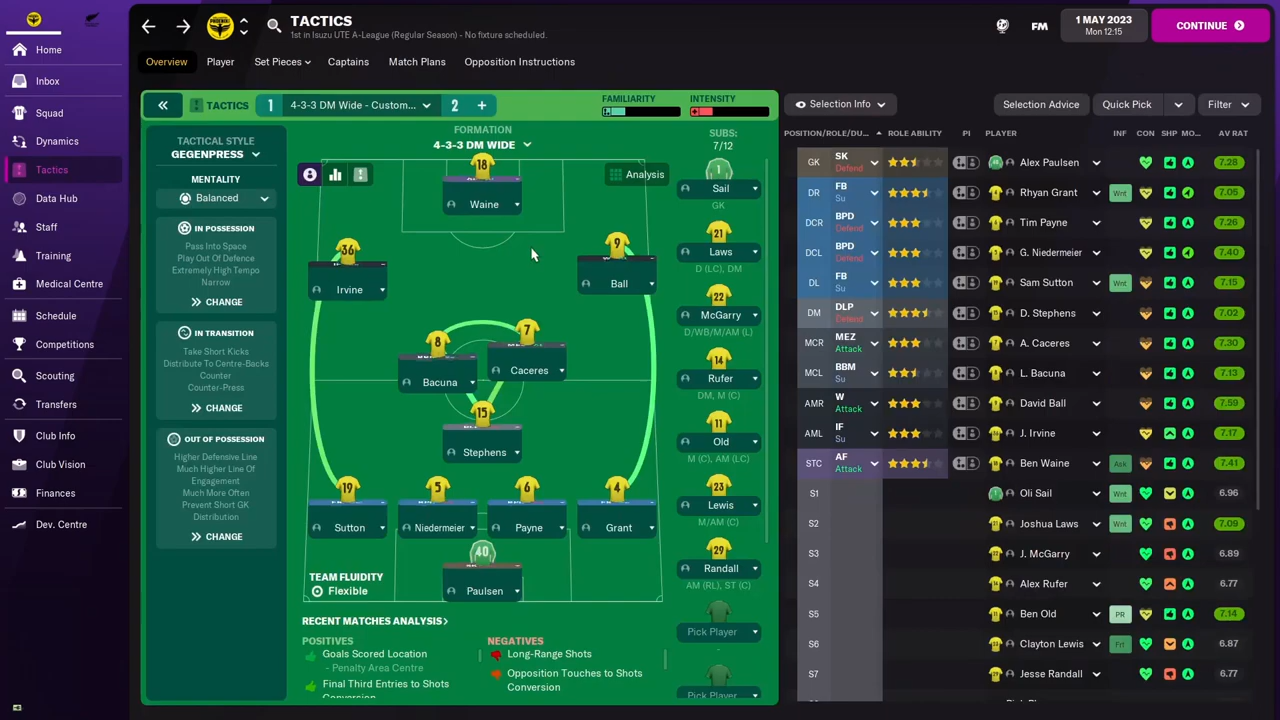 TACTICS
1st in Isuzu UTE A-League (Regular Season) - No fixture scheduled.
FM
1 MAY 2023
Mon 12:15
CONTINUE
Home
Inbox
Squad
Dynamics
Tactics
Data Hub
Staff
Training
Medical Centre
Schedule
Competitions
Scouting
Transfers
Club Info
Club Vision
Finances
Dev. Centre
Overview
Player
Set Pieces
Captains
Match Plans
Opposition Instructions
TACTICS
1
4-3-3 DM Wide - Custom...
2
+
FAMILIARITY
INTENSITY
TACTICAL STYLE
GEGENPRESS
MENTALITY
Balanced
IN POSSESSION
Pass Into Space
Play Out Of Defence
Extremely High Tempo
Narrow
CHANGE
IN TRANSITION
Take Short Kicks
Distribute To Centre-Backs
Counter
Counter-Press
CHANGE
OUT OF POSSESSION
Higher Defensive Line
Much Higher Line Of
Engagement
Much More Often
Prevent Short GK
Distribution
CHANGE
FORMATION
4-3-3 DM WIDE
Analysis
18
Waine
36
Irvine
9
Ball
8
Bacuna
7
Caceres
15
Stephens
19
Sutton
5
Niedermeier
6
Payne
4
Grant
40
Paulsen
TEAM FLUIDITY
Flexible
RECENT MATCHES ANALYSIS
POSITIVES
Goals Scored Location
- Penalty Area Centre
Final Third Entries to Shots
Conversion
NEGATIVES
Long-Range Shots
Opposition Touches to Shots
Conversion
SUBS:
7/12
1
Sail
GK
21
Laws
D (LC), DM
22
McGarry
D/WB/M/AM (L)
14
Rufer
DM, M (C)
11
Old
M (C), AM (LC)
23
Lewis
M/AM (C)
29
Randall
AM (RL), ST (C)
Pick Player
-
Pick Player
Selection Info
Selection Advice
Quick Pick
Filter
POSITION/ROLE/DU... ROLE ABILITY PI PLAYER INF CON SHP MO... AV RAT
GK SK Defend Alex Paulsen 7.28
DR FB Su Rhyan Grant Wnt 7.05
DCR BPD Defend Tim Payne 7.26
DCL BPD Defend G. Niedermeier 7.40
DL FB Su Sam Sutton Wnt 7.15
DM DLP Defend D. Stephens 7.02
MCR MEZ Attack A. Caceres 7.30
MCL BBM Su L. Bacuna 7.13
AMR W Attack David Ball 7.59
AML IF Su J. Irvine 7.17
STC AF Attack Ben Waine Ask 7.41
S1 Oli Sail Wnt 6.96
S2 Joshua Laws Wnt 7.09
S3 J. McGarry 6.89
S4 Alex Rufer 6.77
S5 Ben Old PR 7.14
S6 Clayton Lewis Frt 6.87
S7 Jesse Randall 6.77